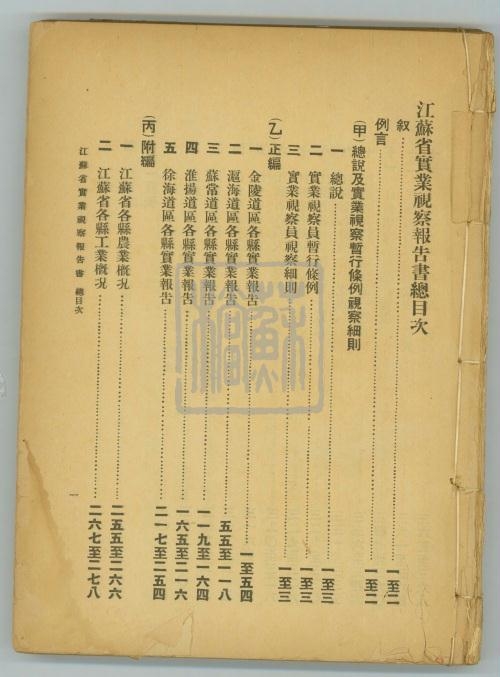 江蘇省實業視察報告書總目次
叙……一至二
例言……一至二
(甲)總說及實業視察暫行條例視察細則
一 總說……一至三
二 實業視察員暫行條例……一至三
三 實業視察員視察細則……一至三
(乙)正編
一 金陵道區各縣實業報告……一至五四
二 滬海道區各縣實業報告……五五至一一八
三 蘇常道區各縣實業報告……一一九至一六四
四 淮揚道區各縣實業報告……一六五至二一六
五 徐海道區各縣實業報告……二一七至二五四
(丙)附編
一 江蘇省各縣農業概況……二五五至二六六
二 江蘇省各縣工業概況……二六七至二七八
江蘇省實業視察報告書 總目次
一